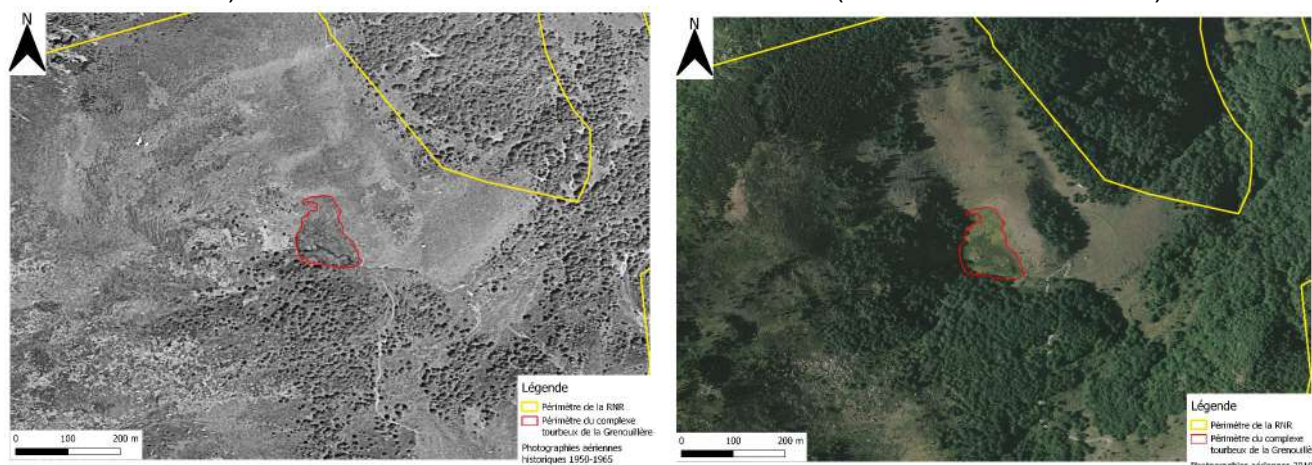 N
Légende
Périmètre de la RNR
Périmètre du complexe
tourbeux de la Grenouillère
Photographies aériennes
historiques 1950-1965
0 100 200 m
N
Légende
Périmètre de la RNR
Périmètre du complexe
tourbeux de la Grenouillè
0 100 200 m